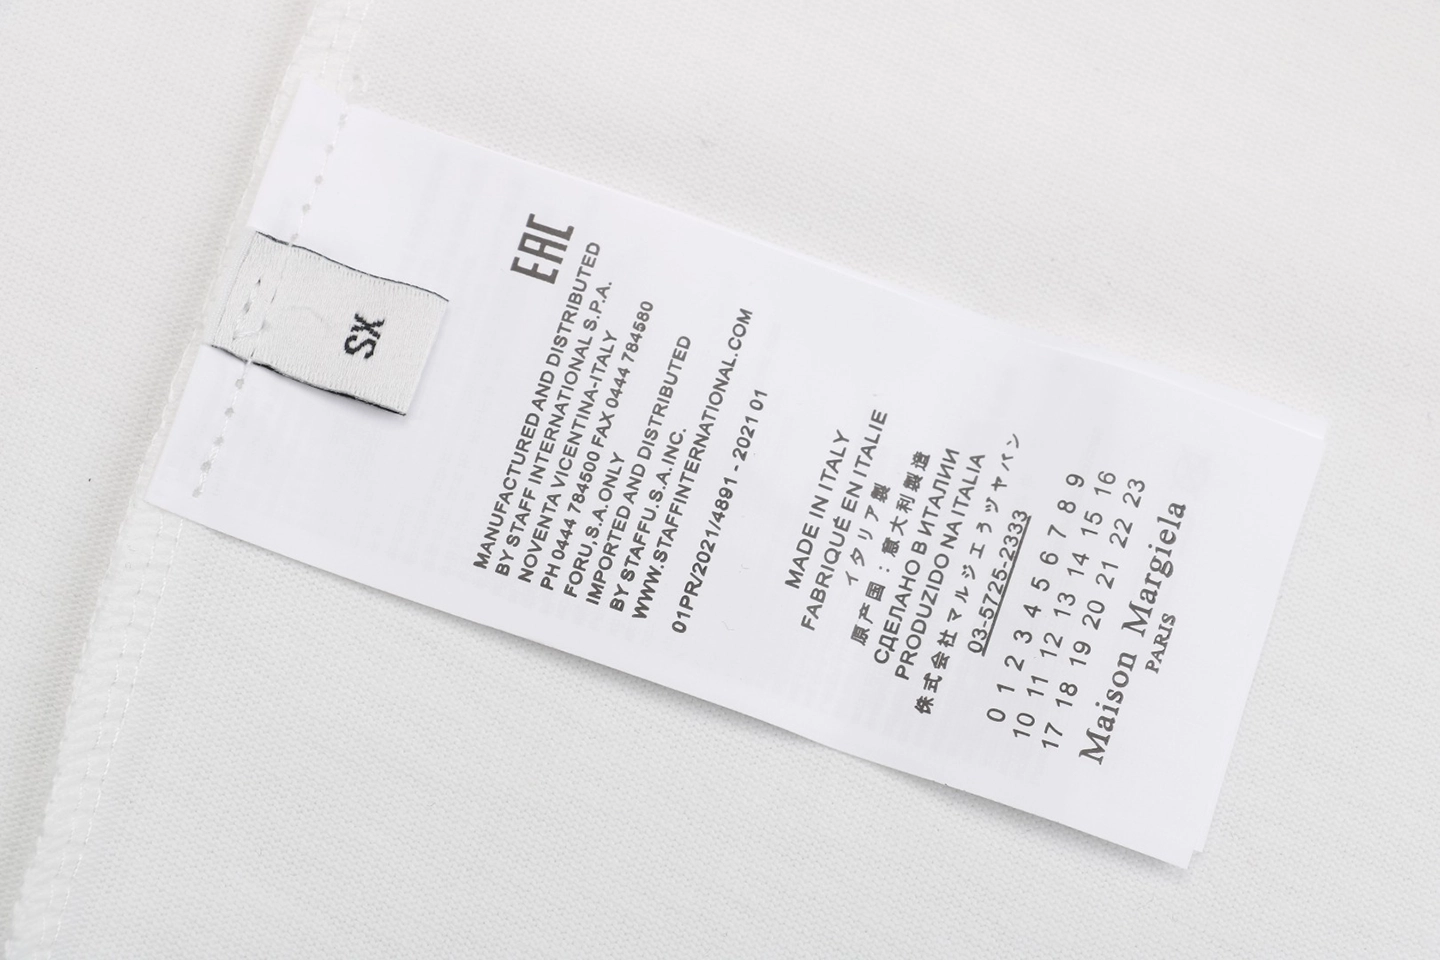 SX
EAC
MANUFACTURED AND DISTRIBUTED
BY STAFF INTERNATIONAL S.P.A.
NOVENTA VICENTINA-ITALY
PH 0444 784500 FAX 0444 784580
FORU,S.A.ONLY
IMPORTED AND DISTRIBUTED
BY STAFFU.S.A.INC.
WWW.STAFFINTERNATIONAL.COM
01PR/2021/4891 - 2021 01
MADE IN ITALY
FABRIQUÉ EN ITALIE
イタリア製
原产国：意大利制造
СДЕЛАНО В ИТАЛИИ
PRODUZIDO NA ITALIA
株式会社マルジエラジャパン
03-5725-2333
0 1 2 3 4 5 6 7 8 9
10 11 12 13 14 15 16
17 18 19 20 21 22 23
Maison Margiela
PARIS